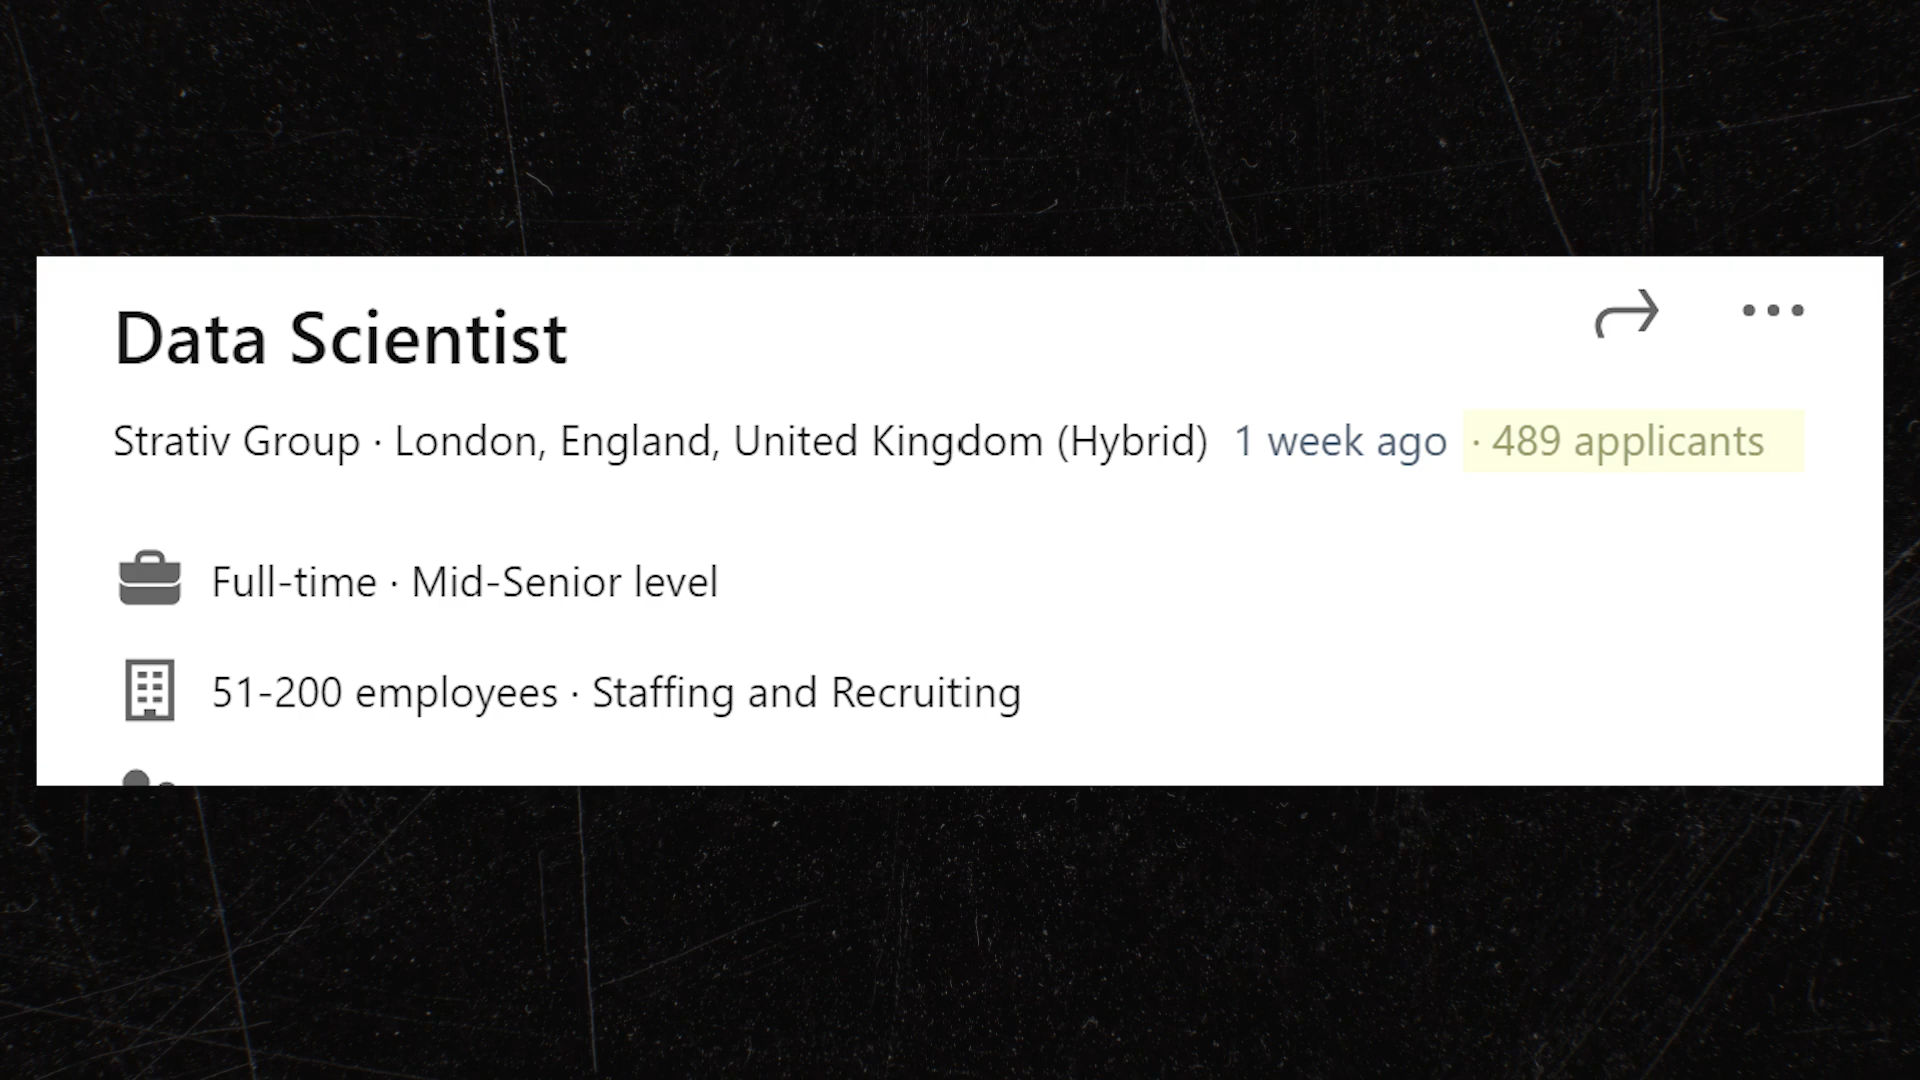 Data Scientist
Strativ Group · London, England, United Kingdom (Hybrid) 1 week ago · 489 applicants
Full-time · Mid-Senior level
51-200 employees · Staffing and Recruiting